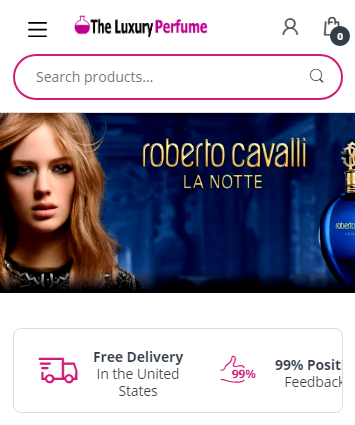 The Luxury Perfume
0
Search products...
roberto cavalli
LA NOTTE
Free Delivery
In the United
States
99%
99% Posit
Feedback